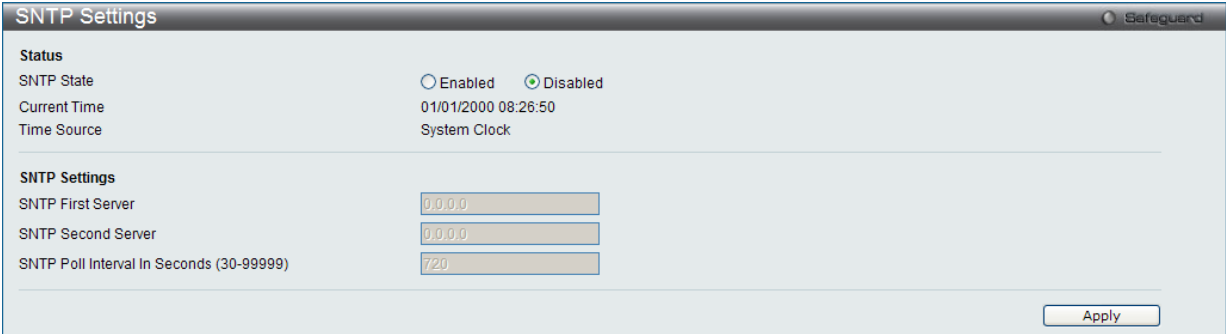 SNTP Settings
Safeguard
Status
SNTP State Enabled Disabled
Current Time 01/01/2000 08:26:50
Time Source System Clock
SNTP Settings
SNTP First Server 0.0.0.0
SNTP Second Server 0.0.0.0
SNTP Poll Interval In Seconds (30-99999) 720
Apply